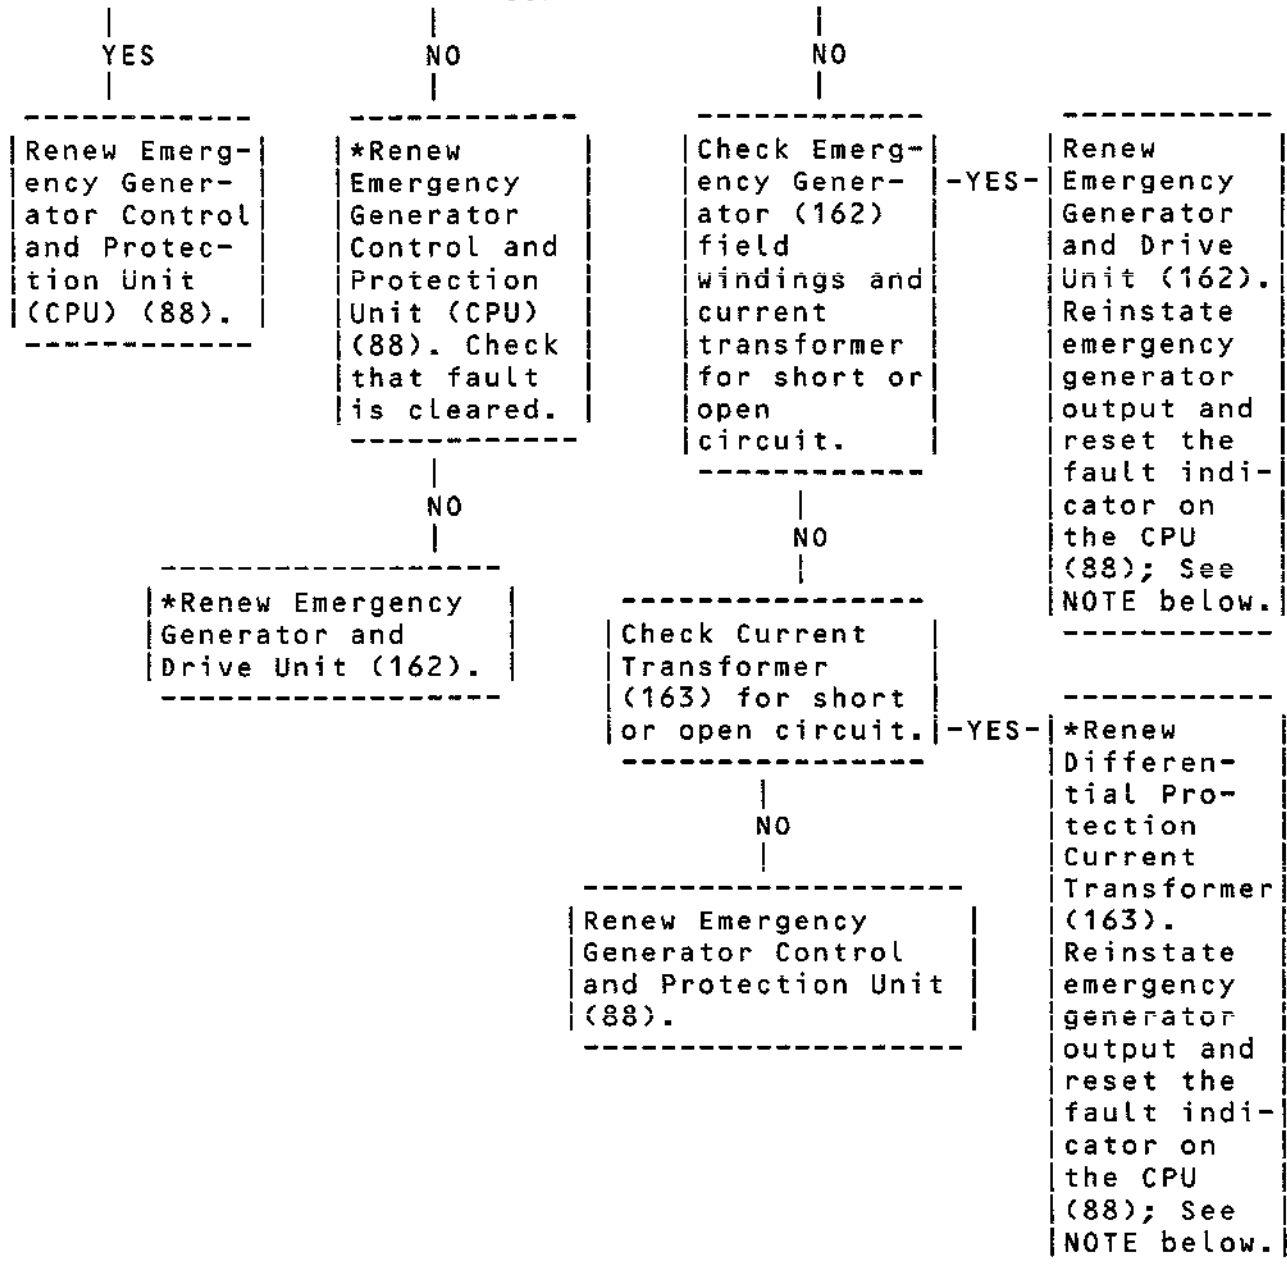 YES
NO
NO
Renew Emerg-
ency Gener-
ator Control
and Protec-
tion Unit
(CPU) (88).
*Renew
Emergency
Generator
Control and
Protection
Unit (CPU)
(88). Check
that fault
is cleared.
Check Emerg-
ency Gener-
ator (162)
field
windings and
current
transformer
for short or
open
circuit.
-YES-
Renew
Emergency
Generator
and Drive
Unit (162).
Reinstate
emergency
generator
output and
reset the
fault indi-
cator on
the CPU
(88); See
NOTE below.
NO
NO
*Renew Emergency
Generator and
Drive Unit (162).
Check Current
Transformer
(163) for short
or open circuit.
-YES-
*Renew
Differen-
tial Pro-
tection
Current
Transformer
(163).
Reinstate
emergency
generator
output and
reset the
fault indi-
cator on
the CPU
(88); See
NOTE below.
NO
Renew Emergency
Generator Control
and Protection Unit
(88).